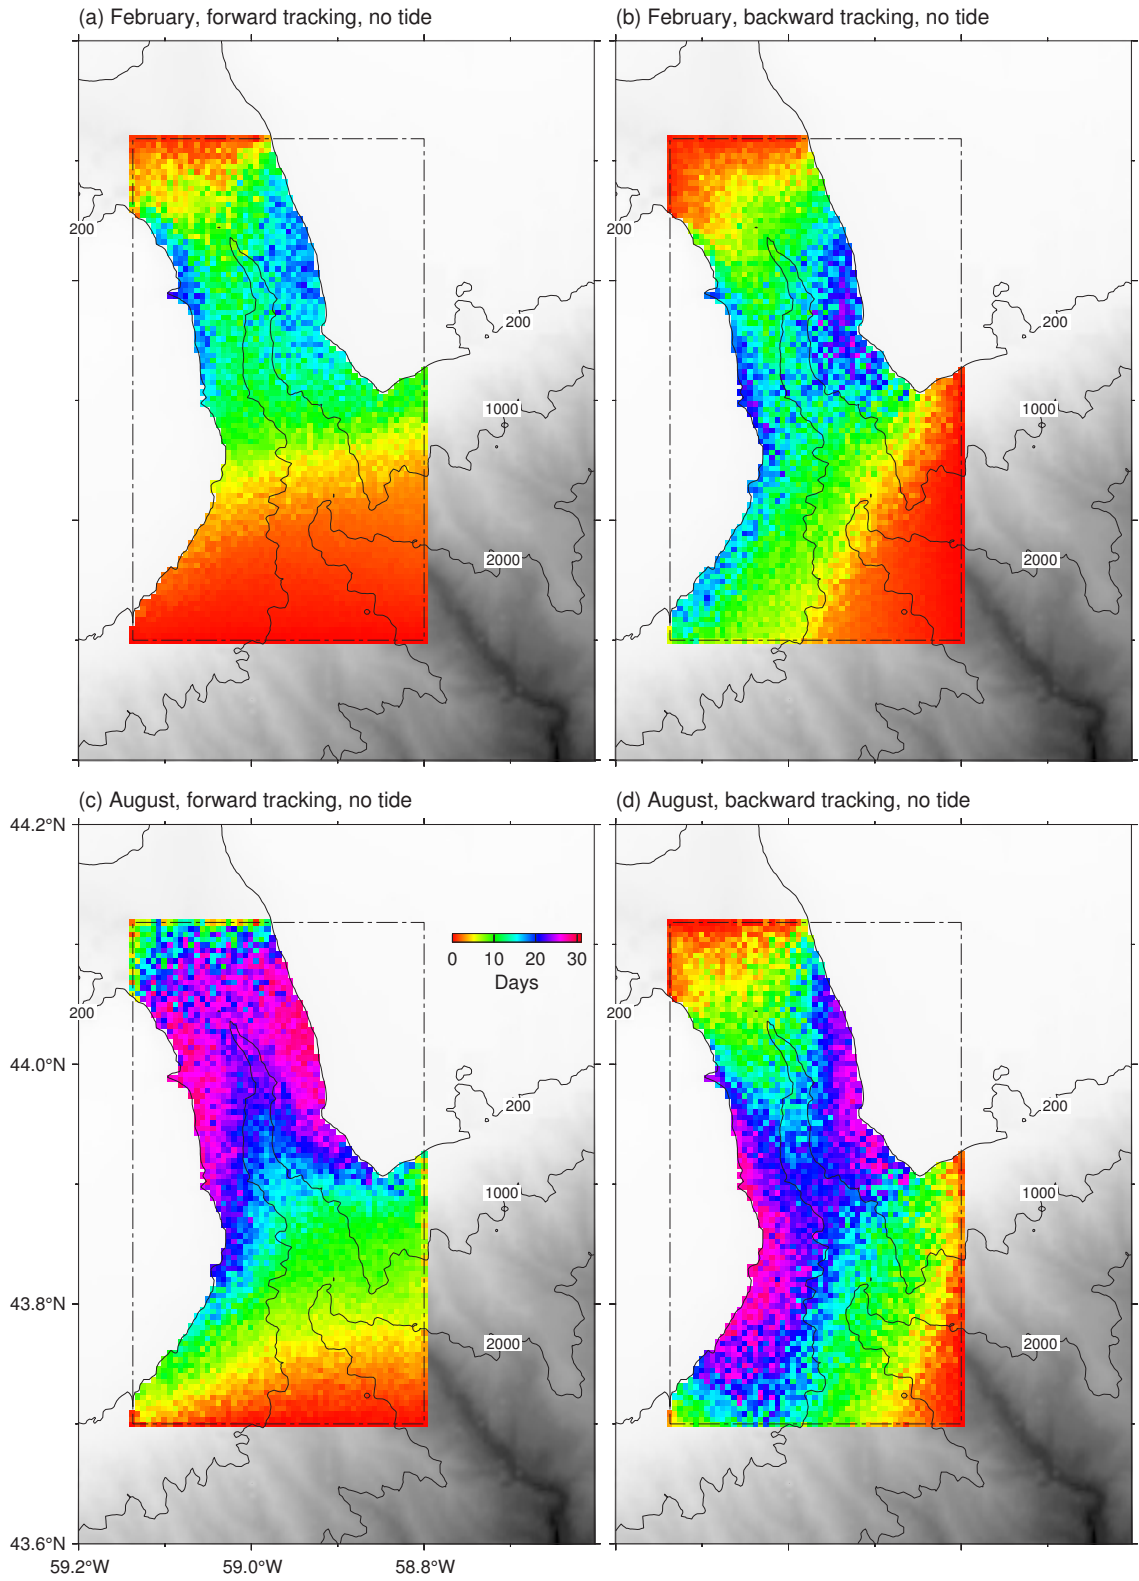 (a) February, forward tracking, no tide
(b) February, backward tracking, no tide
200
200
1000
2000
200
200
1000
2000
(c) August, forward tracking, no tide
(d) August, backward tracking, no tide
44.2°N
44.0°N
43.8°N
43.6°N
0 10 20 30
Days
200
200
1000
2000
200
200
1000
2000
59.2°W 59.0°W 58.8°W